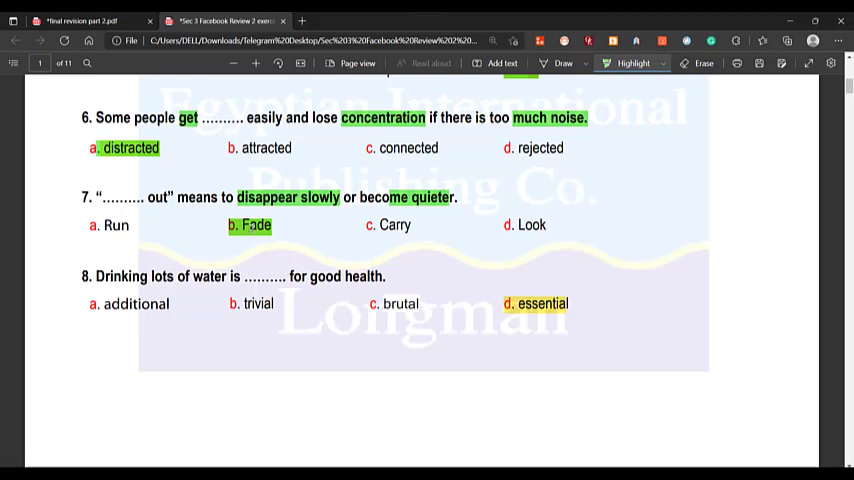 *final revision part 2.pdf
*Sec 3 Facebook Review 2 exerci
File
C:/Users/DELL/Downloads/Telegram%20Desktop/Sec%203%20Facebook%20Review%202%20...
1 of 11
Page view
Read aloud
Add text
Draw
Highlight
Erase
Egyptian International
Publishing Co.
Longman
6. Some people get .......... easily and lose concentration if there is too much noise.
a. distracted b. attracted c. connected d. rejected
7. “.......... out” means to disappear slowly or become quieter.
a. Run b. Fade c. Carry d. Look
8. Drinking lots of water is .......... for good health.
a. additional b. trivial c. brutal d. essential